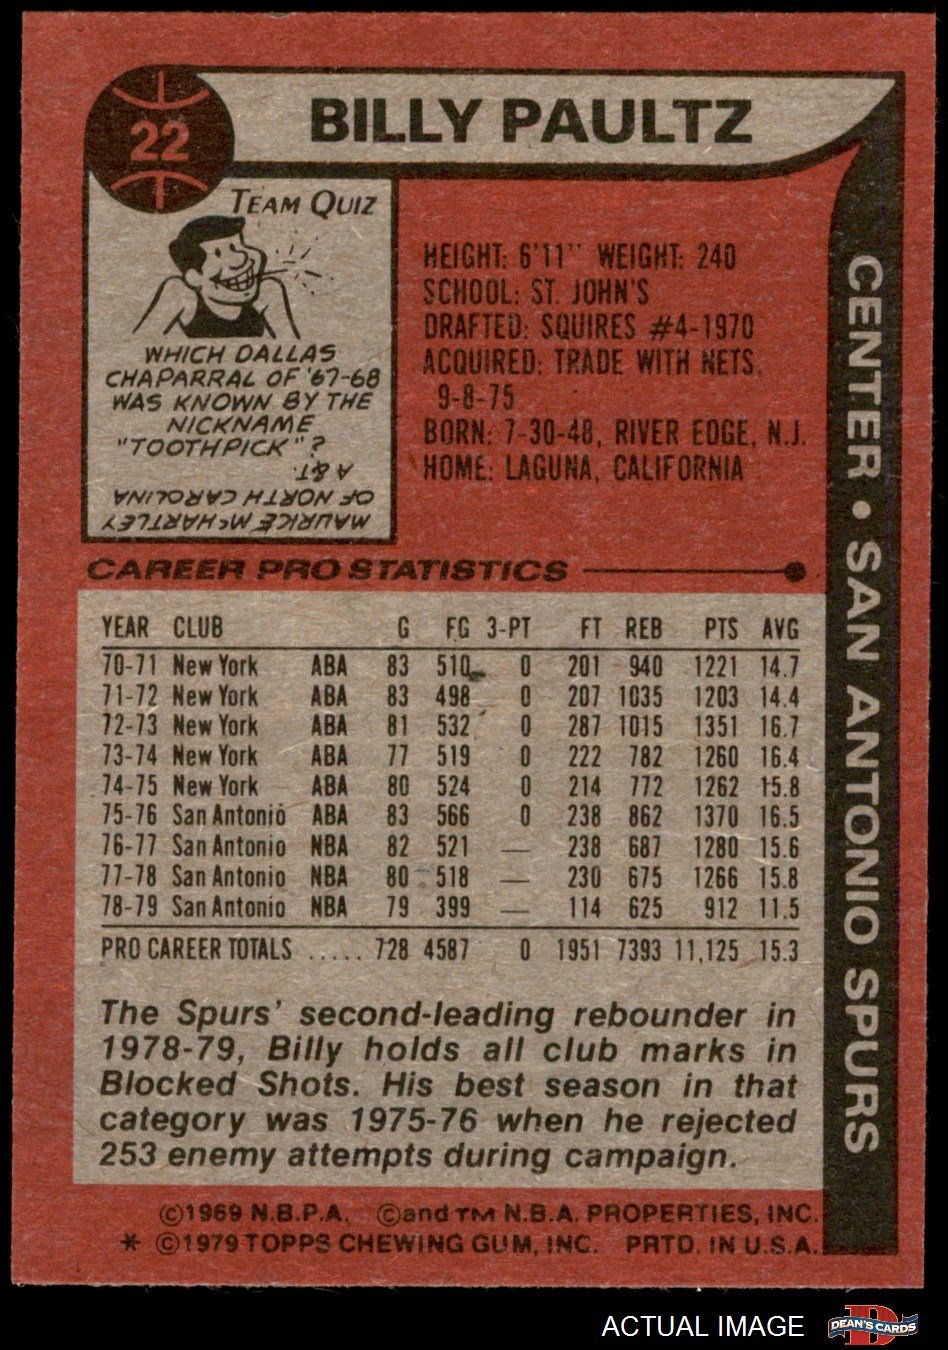 22
BILLY PAULTZ
TEAM QUIZ
WHICH DALLAS
CHAPARRAL OF '67-68
WAS KNOWN BY THE
NICKNAME
"TOOTHPICK"?
MAURICE McHARTLEY
OF NORTH CAROLINA
A & T.
HEIGHT: 6'11" WEIGHT: 240
SCHOOL: ST. JOHN'S
DRAFTED: SQUIRES #4-1970
ACQUIRED: TRADE WITH NETS,
9-8-75
BORN: 7-30-48, RIVER EDGE, N.J.
HOME: LAGUNA, CALIFORNIA
CENTER • SAN ANTONIO SPURS
CAREER PRO STATISTICS
YEAR CLUB G FG 3-PT FT REB PTS AVG
70-71 New York ABA 83 510 0 201 940 1221 14.7
71-72 New York ABA 83 498 0 207 1035 1203 14.4
72-73 New York ABA 81 532 0 287 1015 1351 16.7
73-74 New York ABA 77 519 0 222 782 1260 16.4
74-75 New York ABA 80 524 0 214 772 1262 15.8
75-76 San Antonio ABA 83 566 0 238 862 1370 16.5
76-77 San Antonio NBA 82 521 — 238 687 1280 15.6
77-78 San Antonio NBA 80 518 — 230 675 1266 15.8
78-79 San Antonio NBA 79 399 — 114 625 912 11.5
PRO CAREER TOTALS ..... 728 4587 0 1951 7393 11,125 15.3
The Spurs' second-leading rebounder in
1978-79, Billy holds all club marks in
Blocked Shots. His best season in that
category was 1975-76 when he rejected
253 enemy attempts during campaign.
©1969 N.B.P.A. ©and TM N.B.A. PROPERTIES, INC.
* ©1979 TOPPS CHEWING GUM, INC. PRTD. IN U.S.A.
ACTUAL IMAGE
DEAN'S CARDS